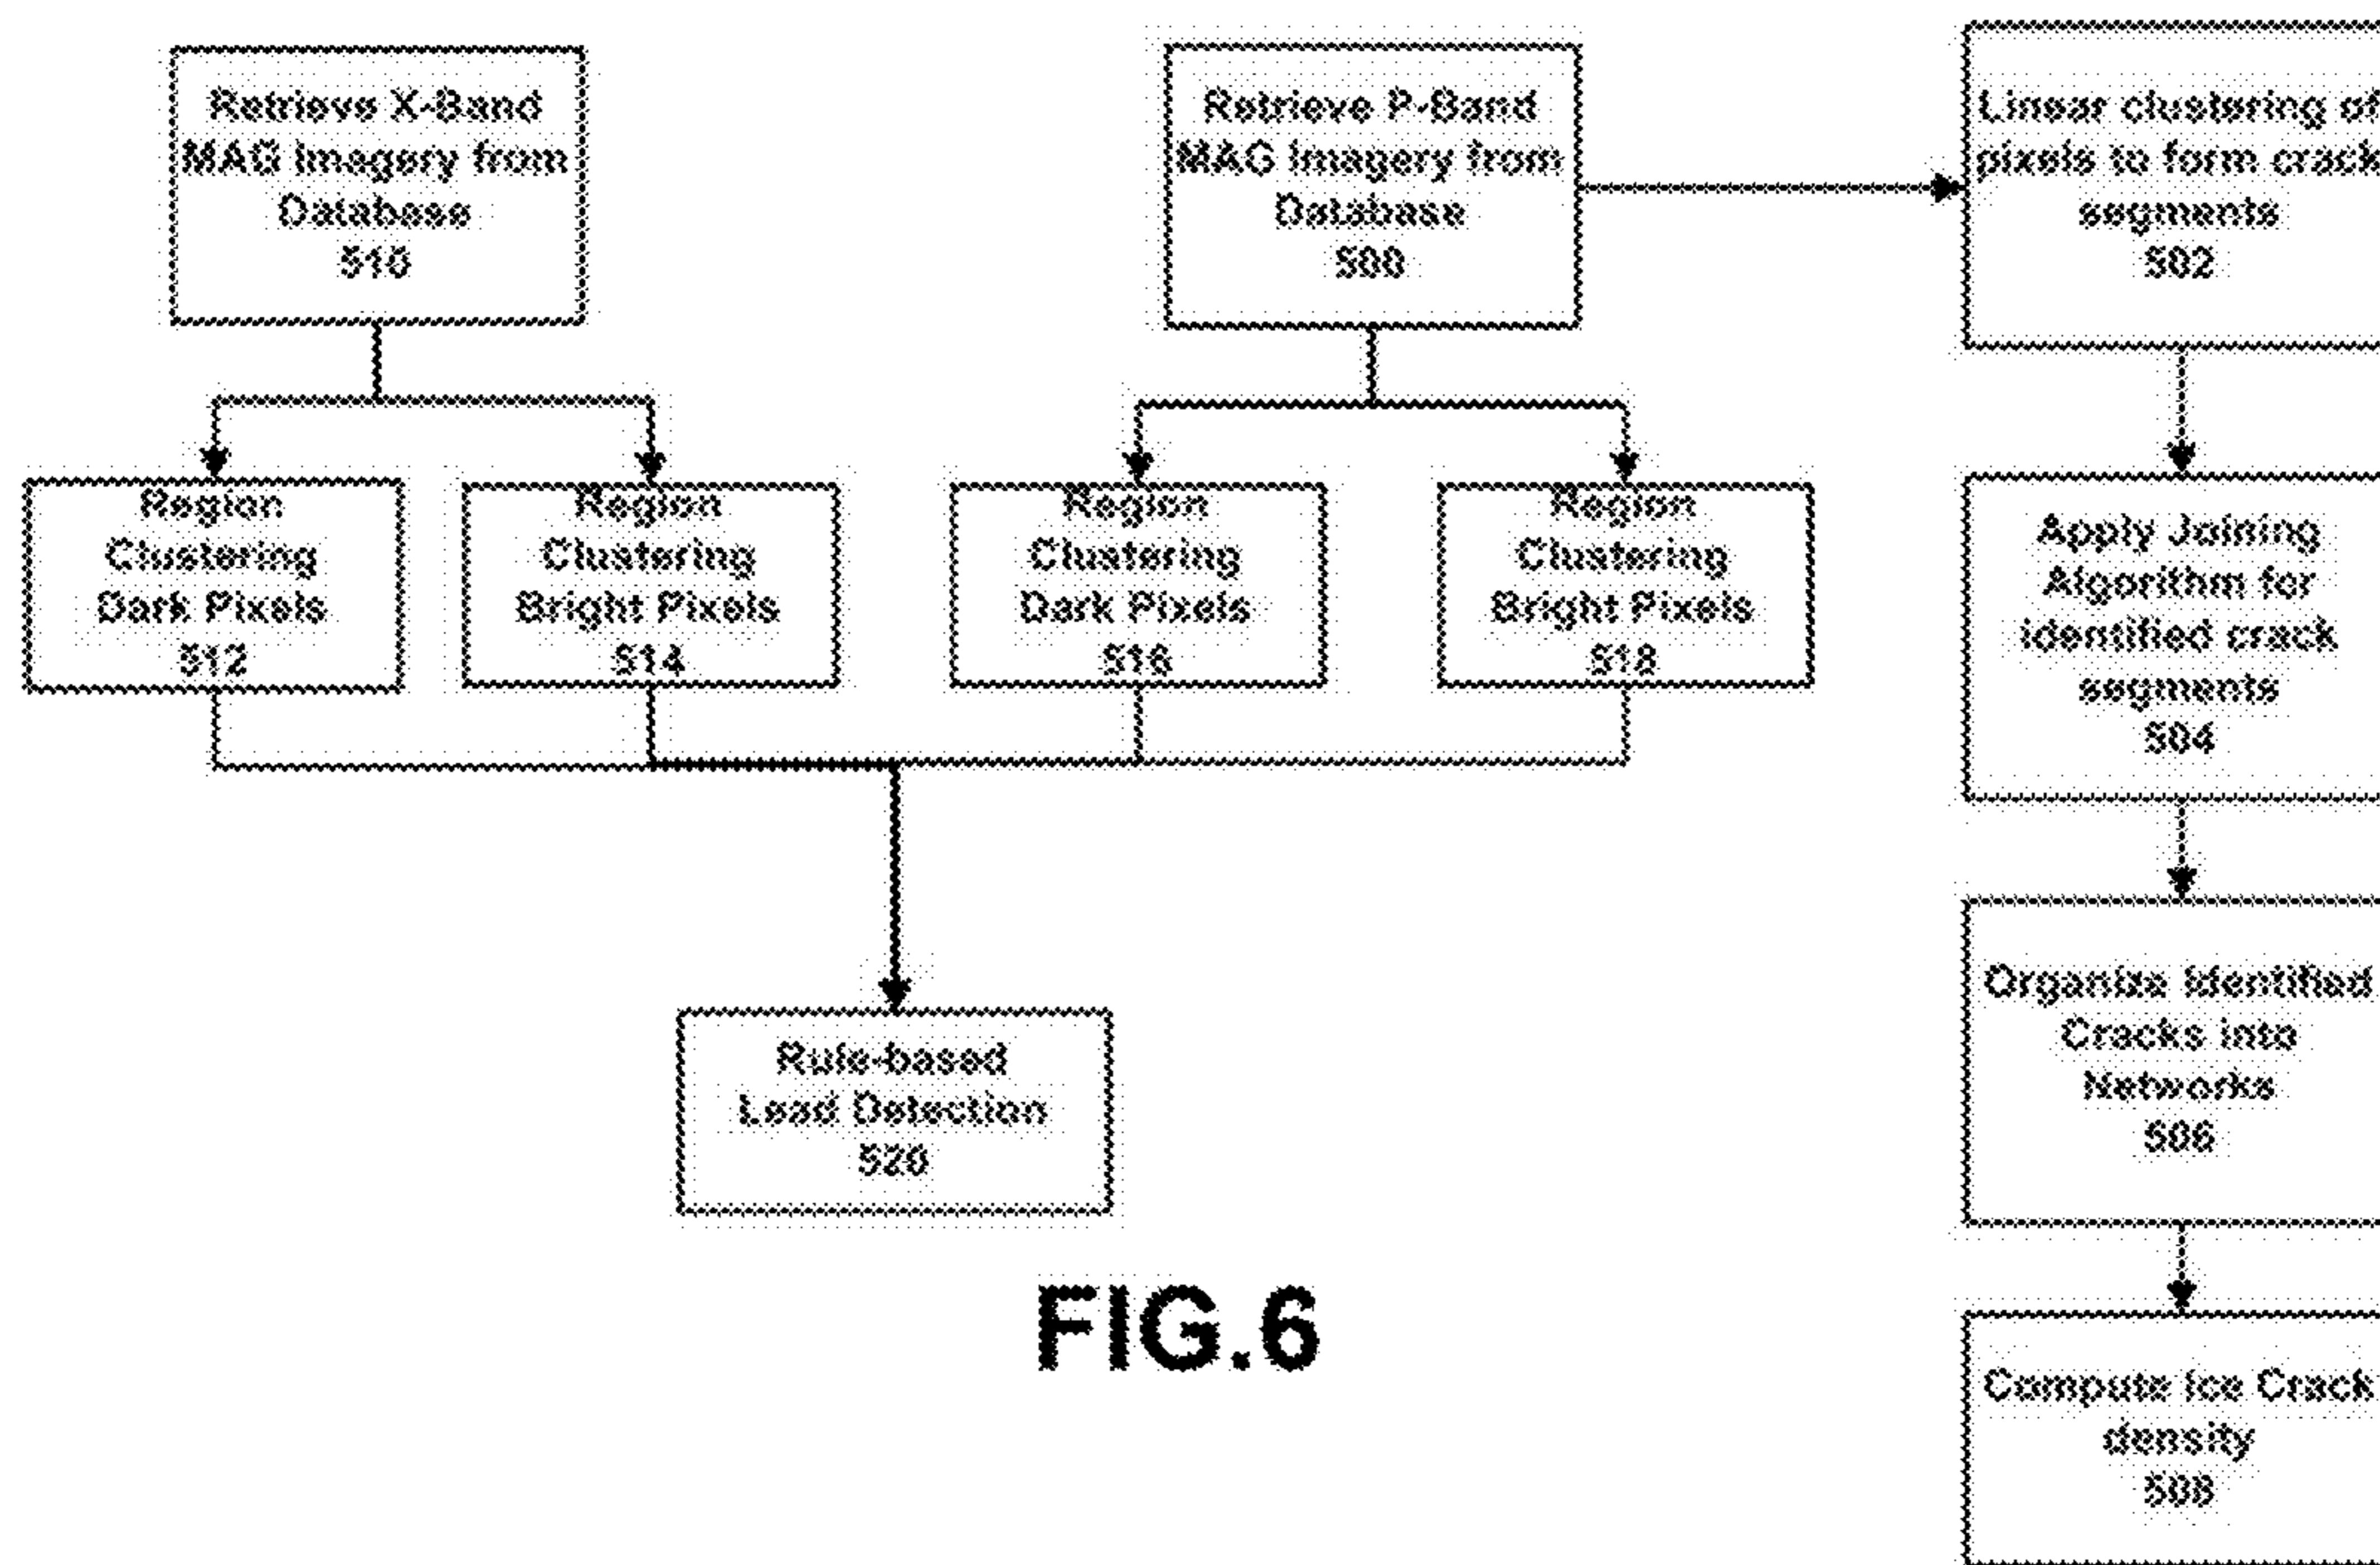 Retrieve X-Band
MAG Imagery from
Database
510
Retrieve P-Band
MAG Imagery from
Database
500
Linear clustering of
pixels to form crack
segments
502
Region
Clustering
Dark Pixels
512
Region
Clustering
Bright Pixels
514
Region
Clustering
Dark Pixels
516
Region
Clustering
Bright Pixels
518
Apply Joining
Algorithm for
identified crack
segments
504
Organize Identified
Cracks into
Networks
506
Rule-based
Lead Detection
520
Compute Ice Crack
density
508
FIG.6